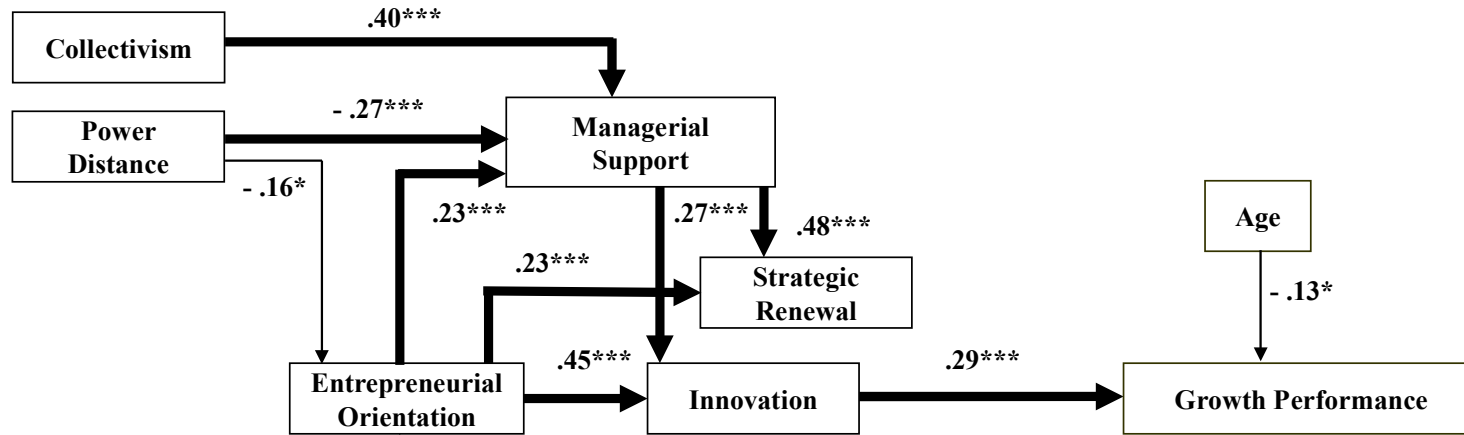 .40***
Collectivism
- .27***
Power
Distance
Managerial
Support
- .16*
.23***
.27***
.48***
Age
.23***
Strategic
Renewal
- .13*
Entrepreneurial
Orientation
.45***
Innovation
.29***
Growth Performance